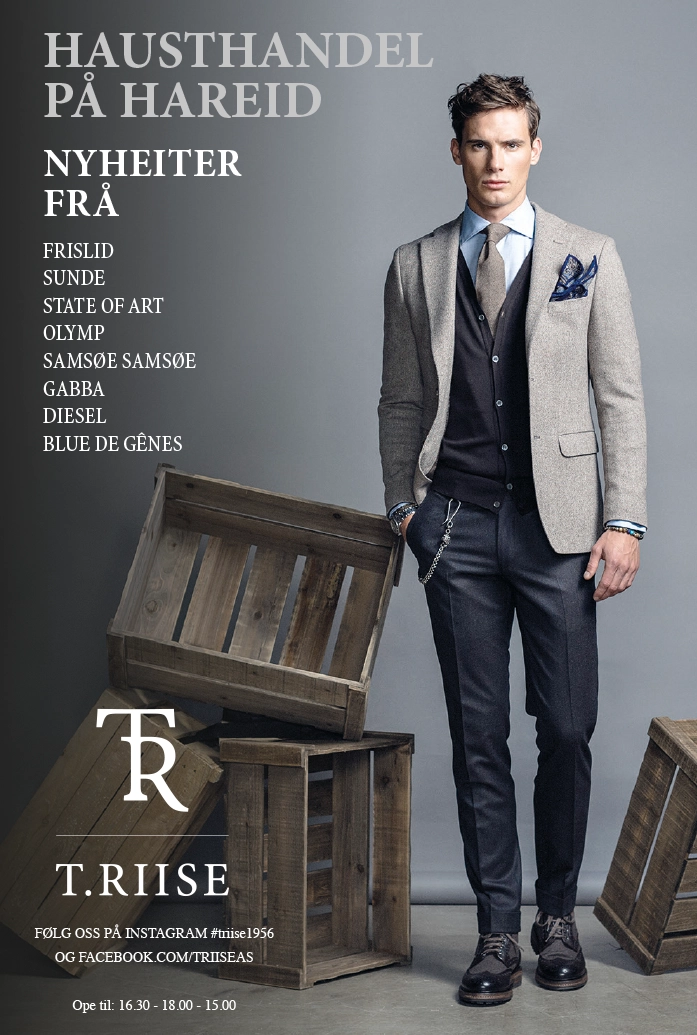 HAUSTHANDEL
PÅ HAREID
NYHEITER
FRÅ
FRISLID
SUNDE
STATE OF ART
OLYMP
SAMSØE SAMSØE
GABBA
DIESEL
BLUE DE GÊNES
TR
T.RIISE
FØLG OSS PÅ INSTAGRAM #triise1956
OG FACEBOOK.COM/TRIISEAS
Ope til: 16.30 - 18.00 - 15.00